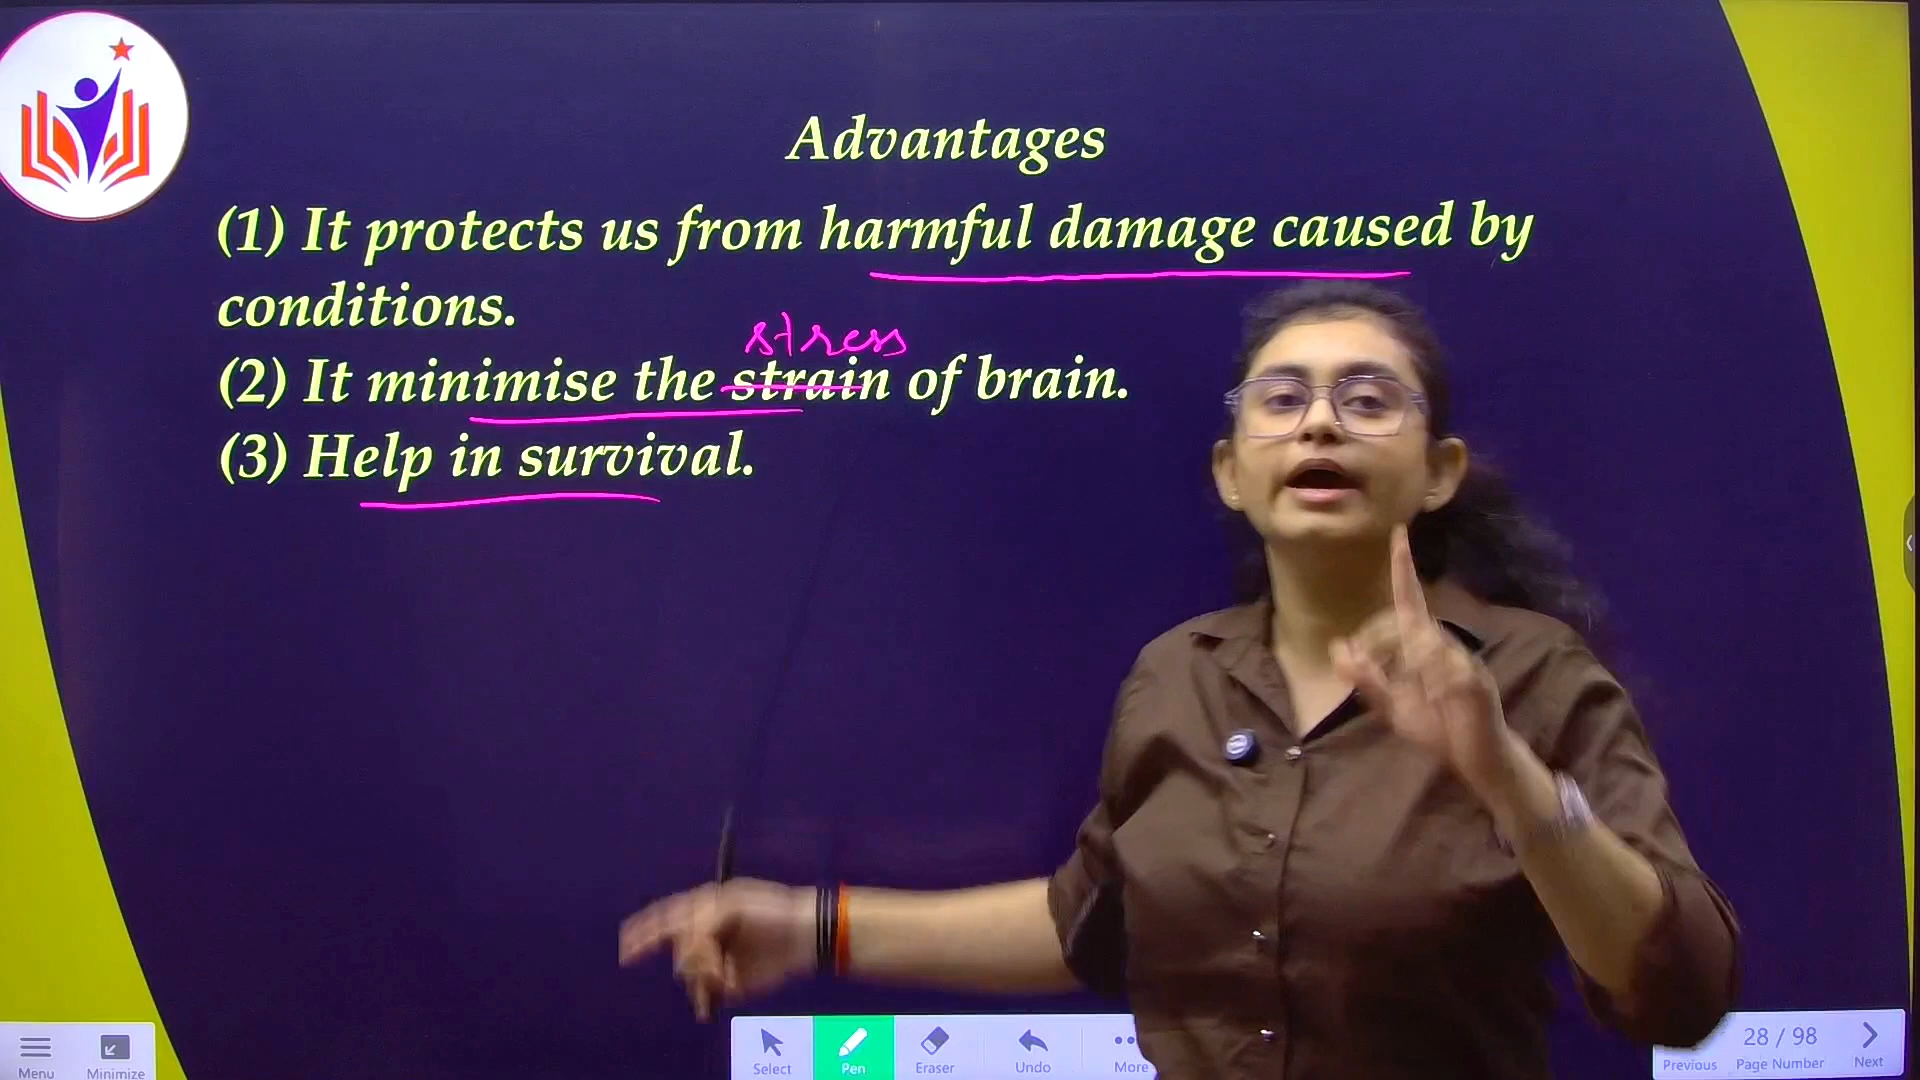 Advantages
(1) It protects us from harmful damage caused by
conditions.
stress
(2) It minimise the strain of brain.
(3) Help in survival.
Menu
Minimize
Select
Pen
Eraser
Undo
More
Previous
28 / 98
Page Number
Next